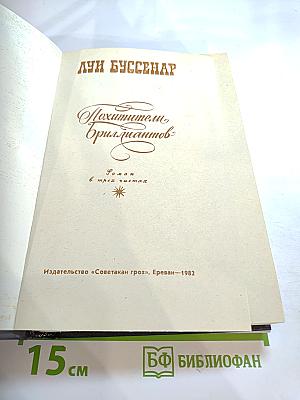 ЛУИ БУССЕНАР
Похитители
бриллиантов
Роман
в трех частях
Издательство «Советакан грох», Ереван—1982
15 см
БФ БИБЛИОФАН